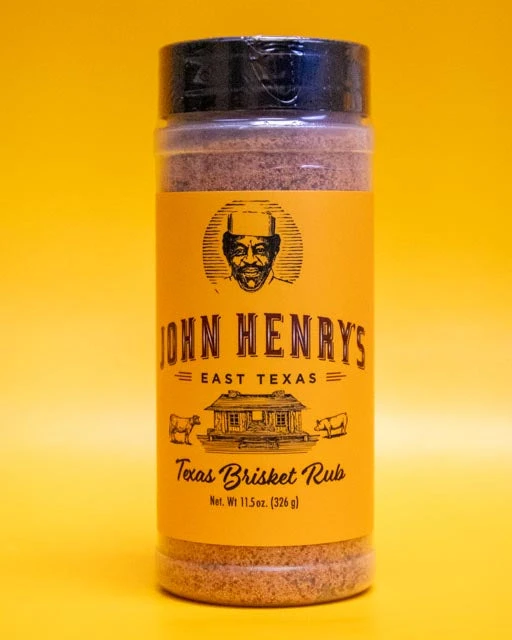 JOHN HENRY'S
EAST TEXAS
Texas Brisket Rub
Net. Wt 11.5oz. (326 g)